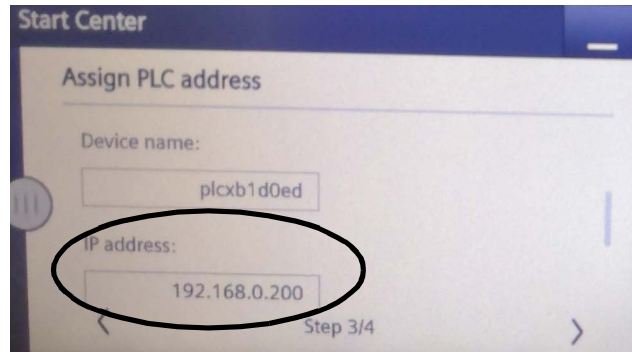 Start Center
Assign PLC address
Device name:
plcxb1d0ed
IP address:
192.168.0.200
Step 3/4